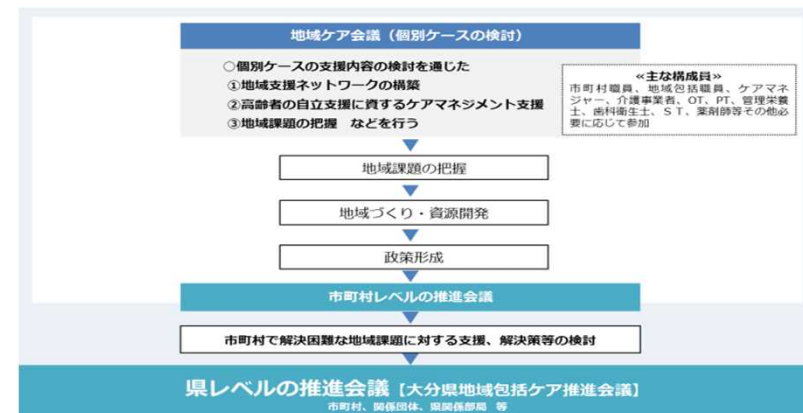 地域ケア会議（個別ケースの検討）
○個別ケースの支援内容の検討を通じた
①地域支援ネットワークの構築
②高齢者の自立支援に資するケアマネジメント支援
③地域課題の把握　などを行う
≪主な構成員≫
市町村職員、地域包括職員、ケアマネ
ジャー、介護事業者、OT、PT、管理栄養
士、歯科衛生士、ＳＴ、薬剤師等その他必
要に応じて参加
地域課題の把握
地域づくり・資源開発
政策形成
市町村レベルの推進会議
市町村で解決困難な地域課題に対する支援、解決策等の検討
県レベルの推進会議【大分県地域包括ケア推進会議】
市町村、関係団体、県関係部局　等